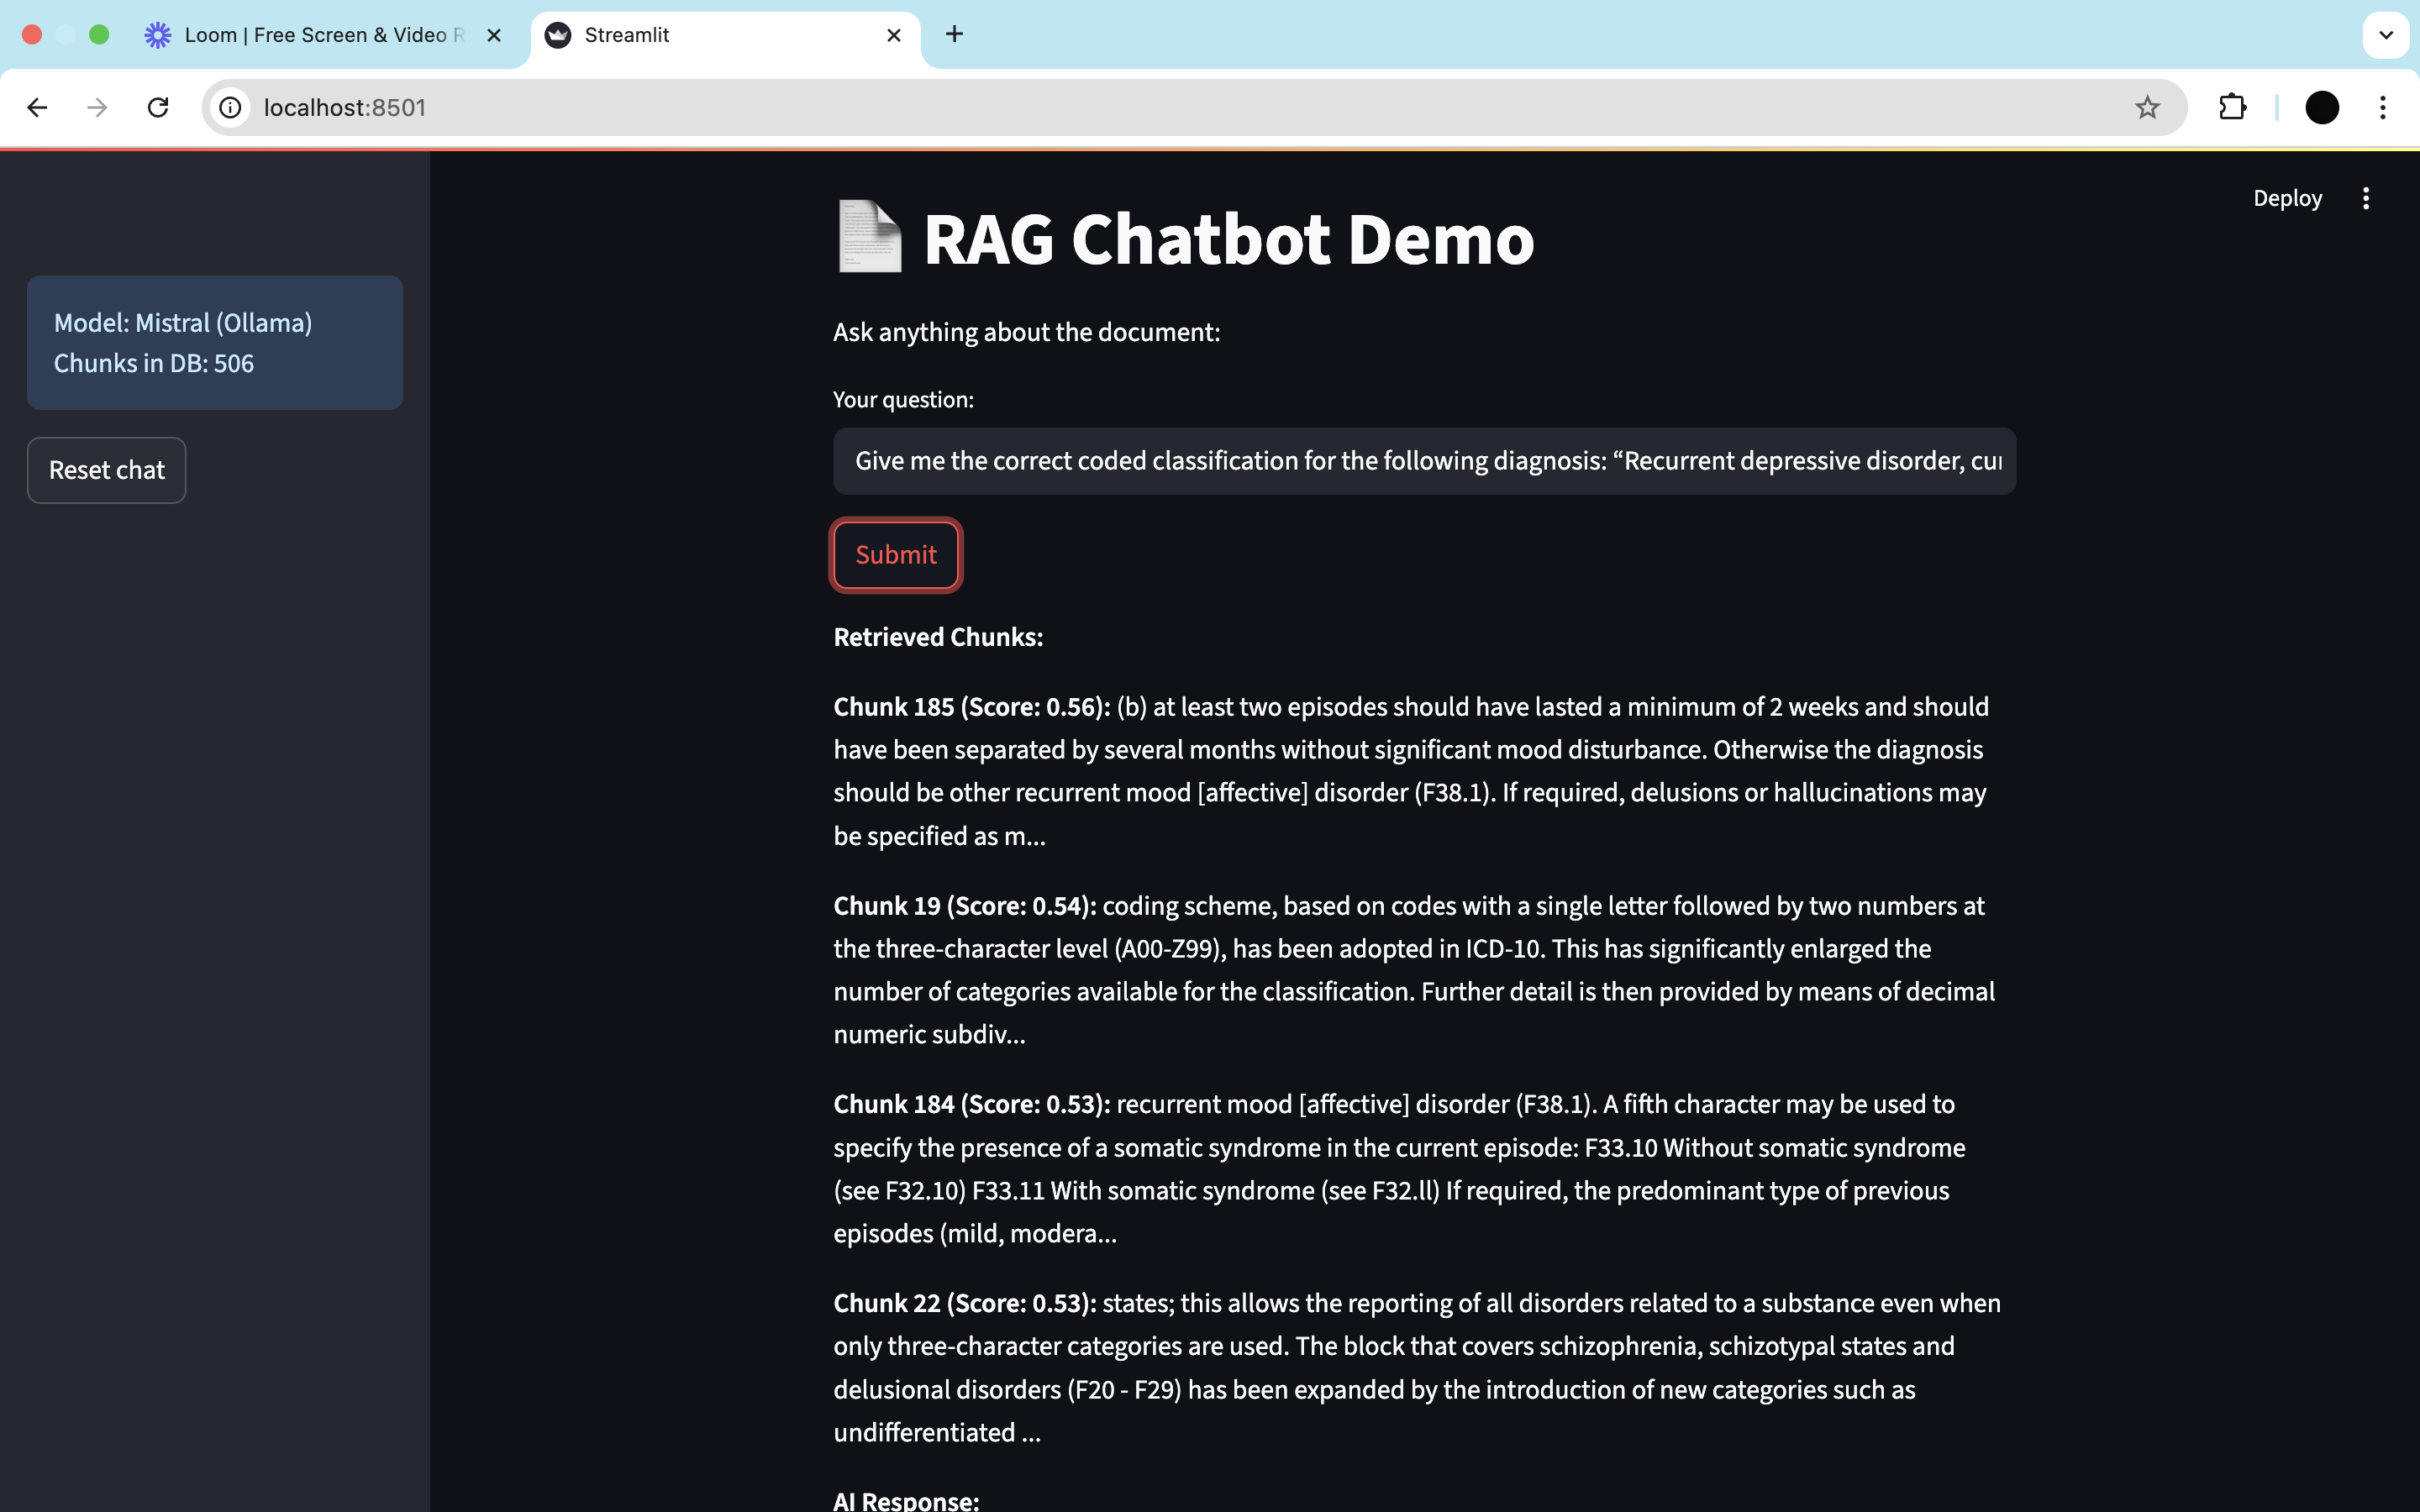 Loom | Free Screen & Video R
Streamlit
localhost:8501
Deploy
Model: Mistral (Ollama)
Chunks in DB: 506
Reset chat
RAG Chatbot Demo
Ask anything about the document:
Your question:
Give me the correct coded classification for the following diagnosis: “Recurrent depressive disorder, cur
Submit
Retrieved Chunks:
Chunk 185 (Score: 0.56): (b) at least two episodes should have lasted a minimum of 2 weeks and should
have been separated by several months without significant mood disturbance. Otherwise the diagnosis
should be other recurrent mood [affective] disorder (F38.1). If required, delusions or hallucinations may
be specified as m...
Chunk 19 (Score: 0.54): coding scheme, based on codes with a single letter followed by two numbers at
the three-character level (A00-Z99), has been adopted in ICD-10. This has significantly enlarged the
number of categories available for the classification. Further detail is then provided by means of decimal
numeric subdiv...
Chunk 184 (Score: 0.53): recurrent mood [affective] disorder (F38.1). A fifth character may be used to
specify the presence of a somatic syndrome in the current episode: F33.10 Without somatic syndrome
(see F32.10) F33.11 With somatic syndrome (see F32.ll) If required, the predominant type of previous
episodes (mild, modera...
Chunk 22 (Score: 0.53): states; this allows the reporting of all disorders related to a substance even when
only three-character categories are used. The block that covers schizophrenia, schizotypal states and
delusional disorders (F20 - F29) has been expanded by the introduction of new categories such as
undifferentiated ...
AI Response: